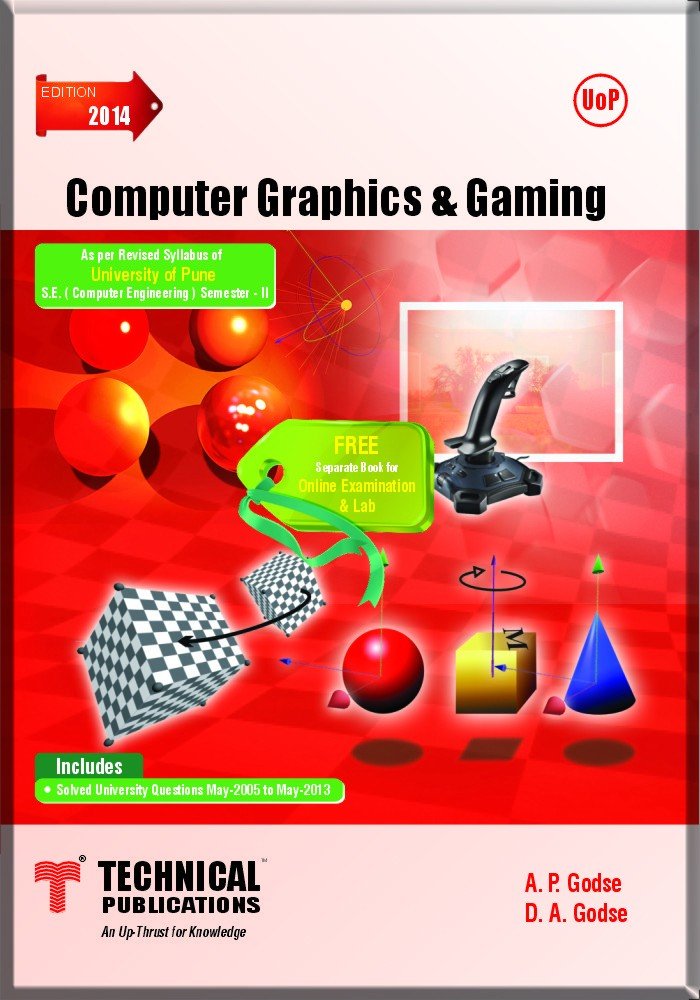 EDITION
2014
UoP
Computer Graphics & Gaming
As per Revised Syllabus of
University of Pune
S.E. ( Computer Engineering ) Semester - II
FREE
Separate Book for
Online Examination
& Lab
M
Includes
• Solved University Questions May-2005 to May-2013
®
TECHNICAL™
PUBLICATIONS
An Up-Thrust for Knowledge
A. P. Godse
D. A. Godse